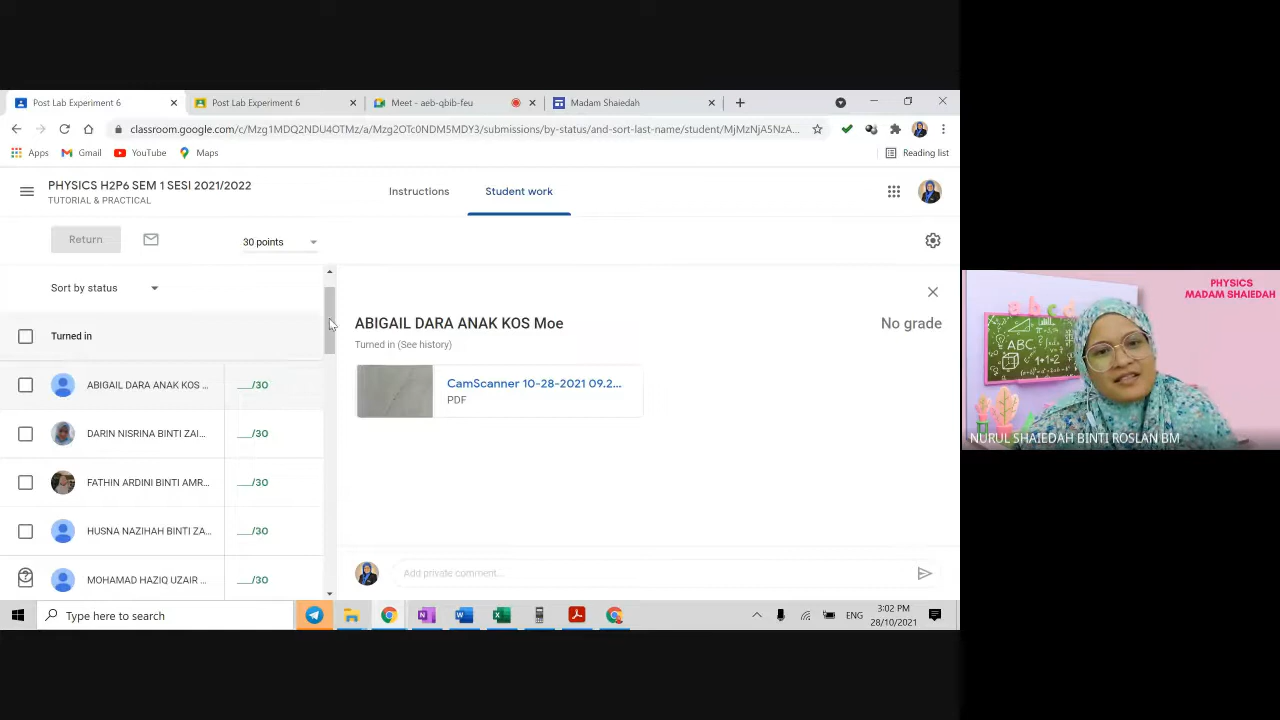 Post Lab Experiment 6
Post Lab Experiment 6
Meet - aeb-qbib-feu
Madam Shaiedah
classroom.google.com/c/Mzg1MDQ2NDU4OTMz/a/Mzg2OTc0NDM5MDY3/submissions/by-status/and-sort-last-name/student/MjMzNjA5NzA...
Apps
Gmail
YouTube
Maps
Reading list
PHYSICS H2P6 SEM 1 SESI 2021/2022
TUTORIAL & PRACTICAL
Instructions
Student work
Return
30 points
Sort by status
Turned in
ABIGAIL DARA ANAK KOS ...
__/30
DARIN NISRINA BINTI ZAI...
__/30
FATHIN ARDINI BINTI AMR...
__/30
HUSNA NAZIHAH BINTI ZA...
__/30
MOHAMAD HAZIQ UZAIR ...
__/30
ABIGAIL DARA ANAK KOS Moe
No grade
Turned in (See history)
CamScanner 10-28-2021 09.2...
PDF
Add private comment...
PHYSICS
MADAM SHAIEDAH
ABC
1+1=2
NURUL SHAIEDAH BINTI ROSLAN BM
Type here to search
ENG
3:02 PM
28/10/2021